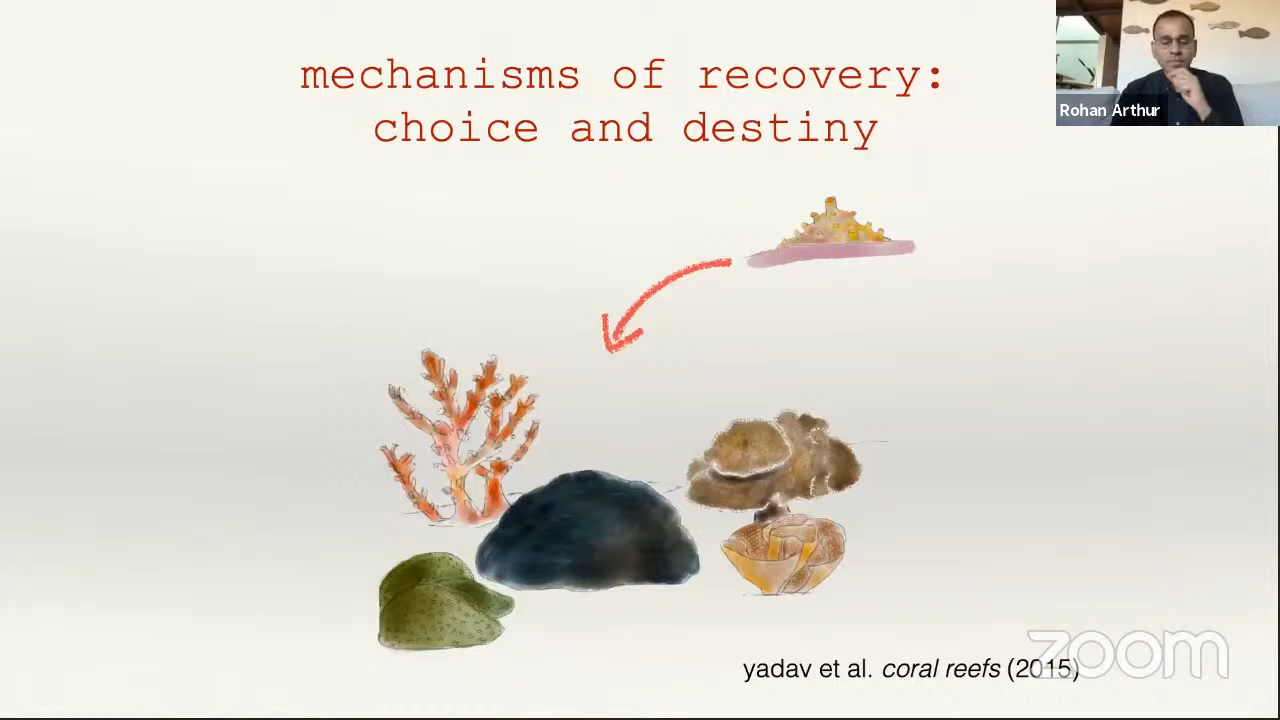 mechanisms of recovery:
choice and destiny
Rohan Arthur
yadav et al. coral reefs (2015)
zoom